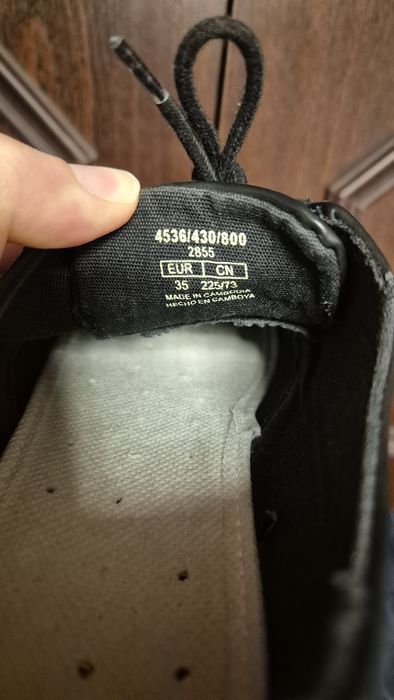 4536/430/800
2855
EUR CN
35 225/73
MADE IN CAMBODIA
HECHO EN CAMBOYA